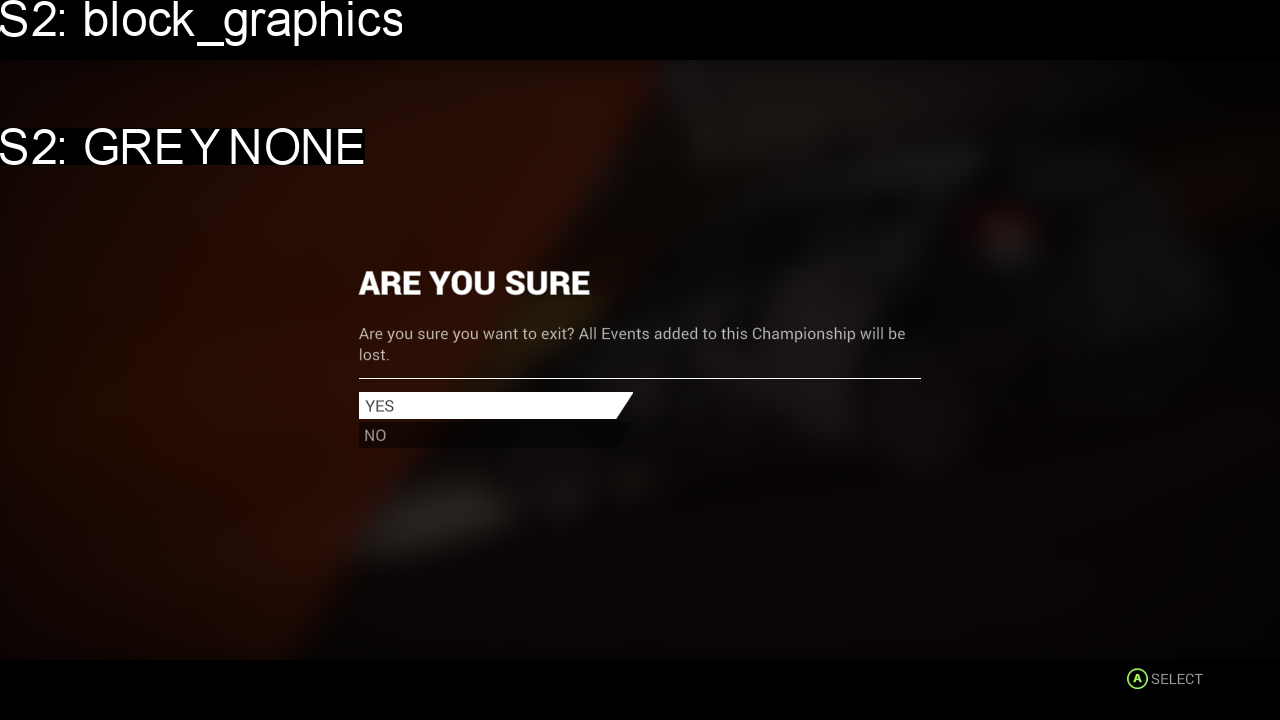 S2: block_graphics
S2: GREY NONE
ARE YOU SURE
Are you sure you want to exit? All Events added to this Championship will be
lost.
YES
NO
A SELECT